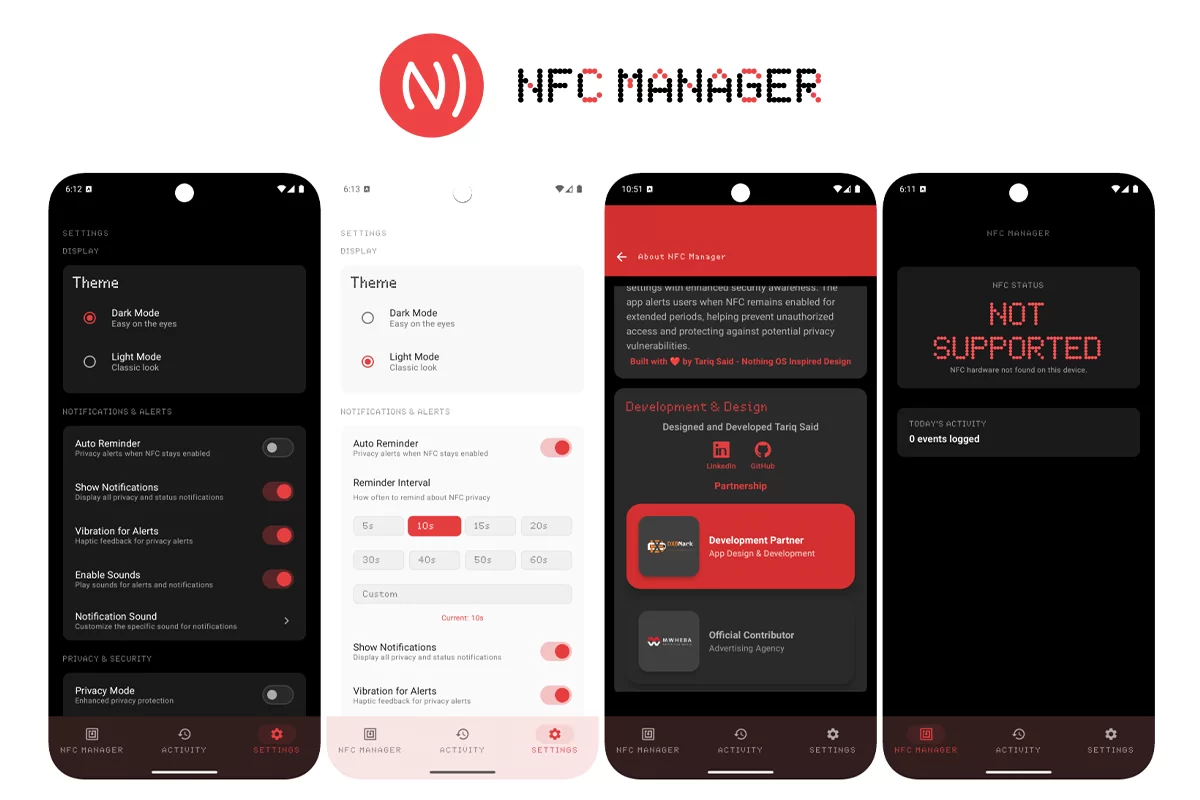 NFC MANAGER
6:12
SETTINGS
DISPLAY
Theme
Dark Mode
Easy on the eyes
Light Mode
Classic look
NOTIFICATIONS & ALERTS
Auto Reminder
Privacy alerts when NFC stays enabled
Show Notifications
Display all privacy and status notifications
Vibration for Alerts
Haptic feedback for privacy alerts
Enable Sounds
Play sounds for alerts and notifications
Notification Sound
Customize the specific sound for notifications
PRIVACY & SECURITY
Privacy Mode
Enhanced privacy protection
NFC MANAGER
ACTIVITY
SETTINGS
6:13
SETTINGS
DISPLAY
Theme
Dark Mode
Easy on the eyes
Light Mode
Classic look
NOTIFICATIONS & ALERTS
Auto Reminder
Privacy alerts when NFC stays enabled
Reminder Interval
How often to remind about NFC privacy
5s 10s 15s 20s
30s 40s 50s 60s
Custom
Current: 10s
Show Notifications
Display all privacy and status notifications
Vibration for Alerts
Haptic feedback for privacy alerts
NFC MANAGER
ACTIVITY
SETTINGS
10:51
About NFC Manager
settings with enhanced security awareness. The
app alerts users when NFC remains enabled for
extended periods, helping prevent unauthorized
access and protecting against potential privacy
vulnerabilities.
Built with ❤️ by Tariq Said - Nothing OS Inspired Design
Development & Design
Designed and Developed Tariq Said
LinkedIn
GitHub
Partnership
DXBMark
Development Partner
App Design & Development
MWHEBA
Official Contributor
Advertising Agency
NFC MANAGER
ACTIVITY
SETTINGS
6:11
NFC MANAGER
NFC STATUS
NOT
SUPPORTED
NFC hardware not found on this device.
TODAY'S ACTIVITY
0 events logged
NFC MANAGER
ACTIVITY
SETTINGS